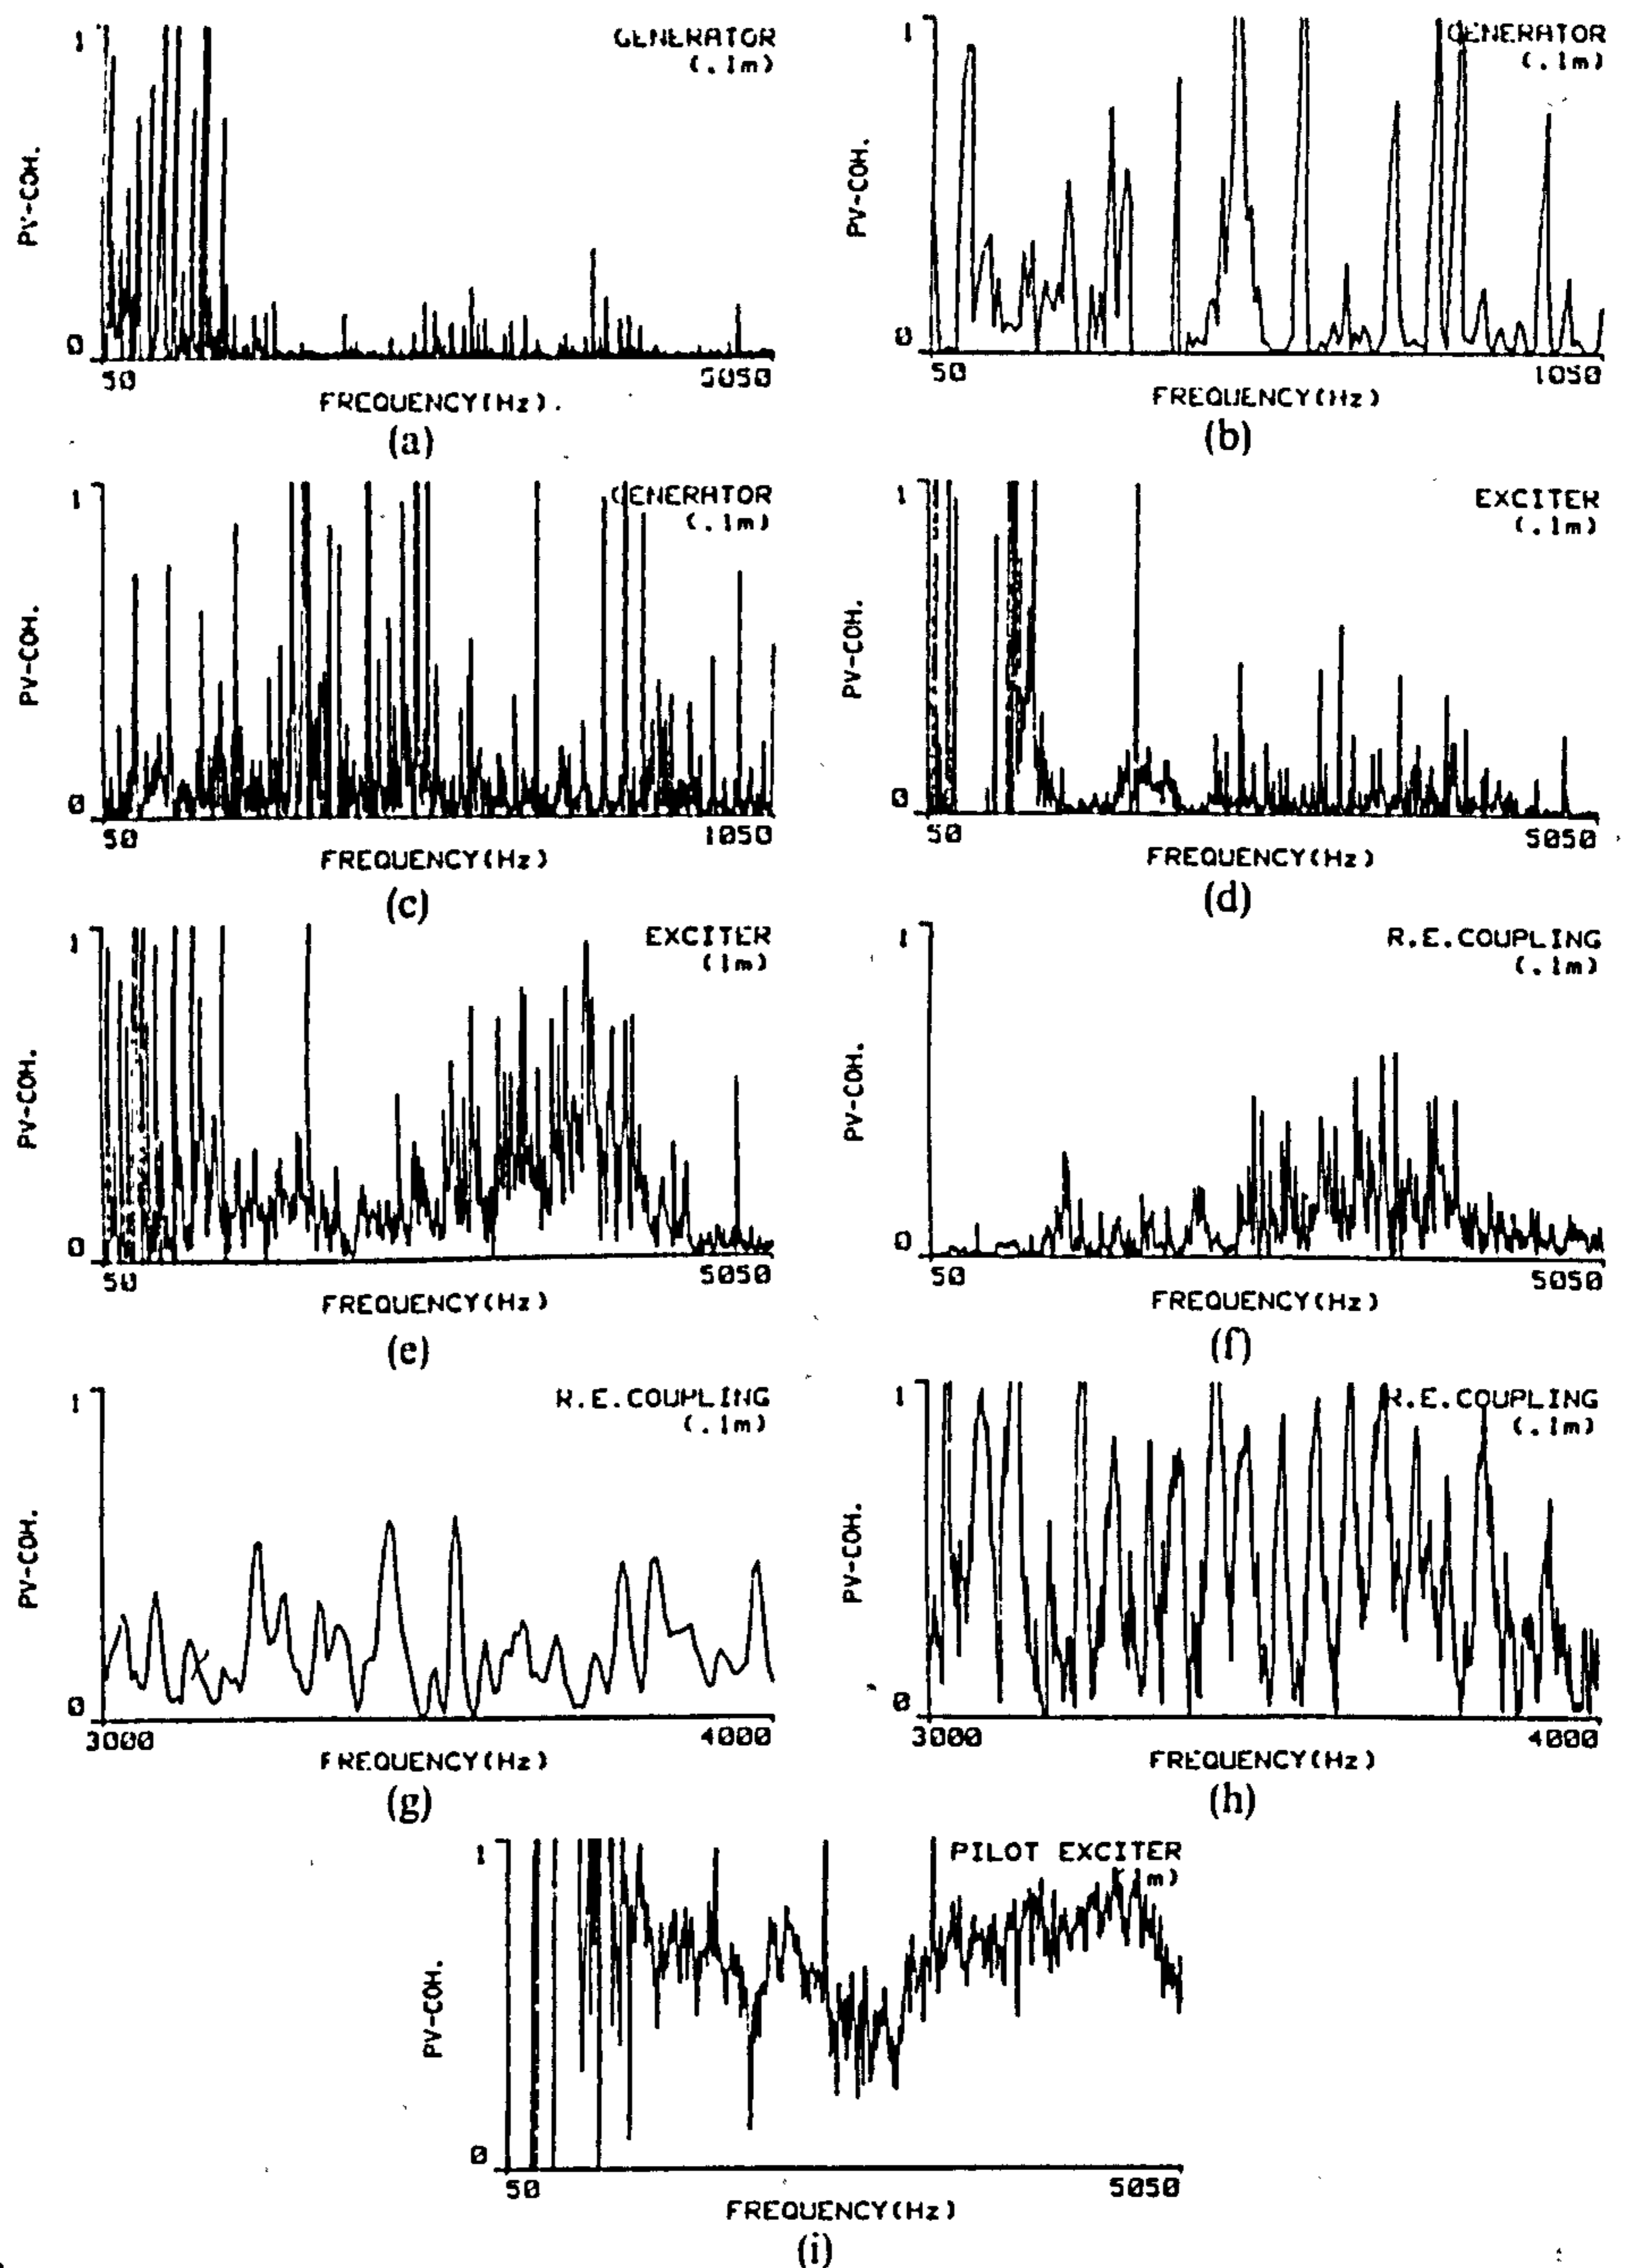 1
GENERATOR
(.1m)
PV-COH.
0
50
5050
FREQUENCY(Hz).
(a)
1
GENERATOR
(.1m)
PV-COH.
0
50
1050
FREQUENCY(Hz)
(b)
1
GENERATOR
(.1m)
PV-COH.
0
50
1050
FREQUENCY(Hz)
(c)
1
EXCITER
(.1m)
PV-COH.
0
50
5050
FREQUENCY(Hz)
(d)
1
EXCITER
(1m)
PV-COH.
0
50
5050
FREQUENCY(Hz)
(e)
1
R.E.COUPLING
(.1m)
PV-COH.
0
50
5050
FREQUENCY(Hz)
(f)
1
R.E.COUPLING
(.1m)
PV-COH.
0
3000
4000
FREQUENCY(Hz)
(g)
1
R.E.COUPLING
(.1m)
PV-COH.
0
3000
4000
FREQUENCY(Hz)
(h)
1
PILOT EXCITER
PV-COH.
0
50
5050
FREQUENCY(Hz)
(i)